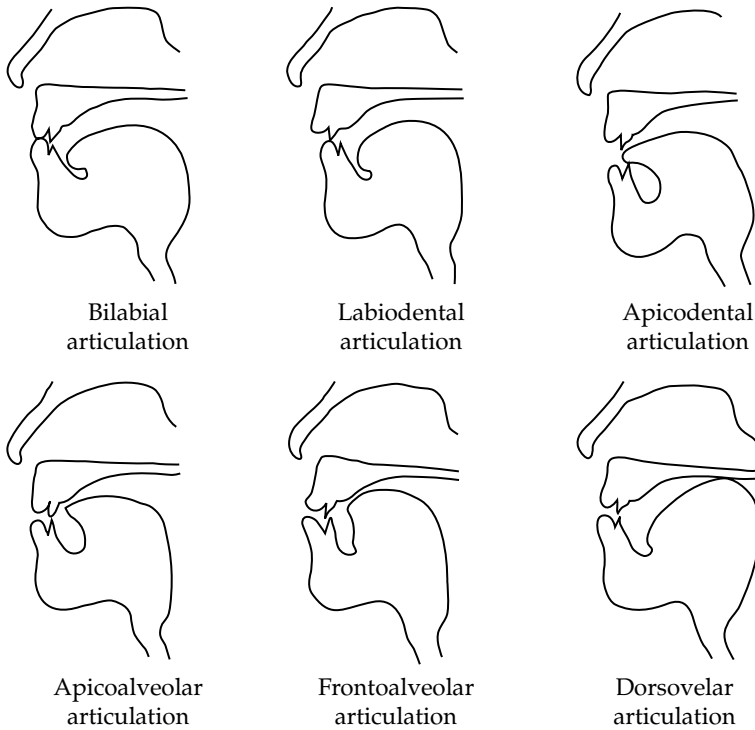 Bilabial
articulation
Labiodental
articulation
Apicodental
articulation
Apicoalveolar
articulation
Frontoalveolar
articulation
Dorsovelar
articulation